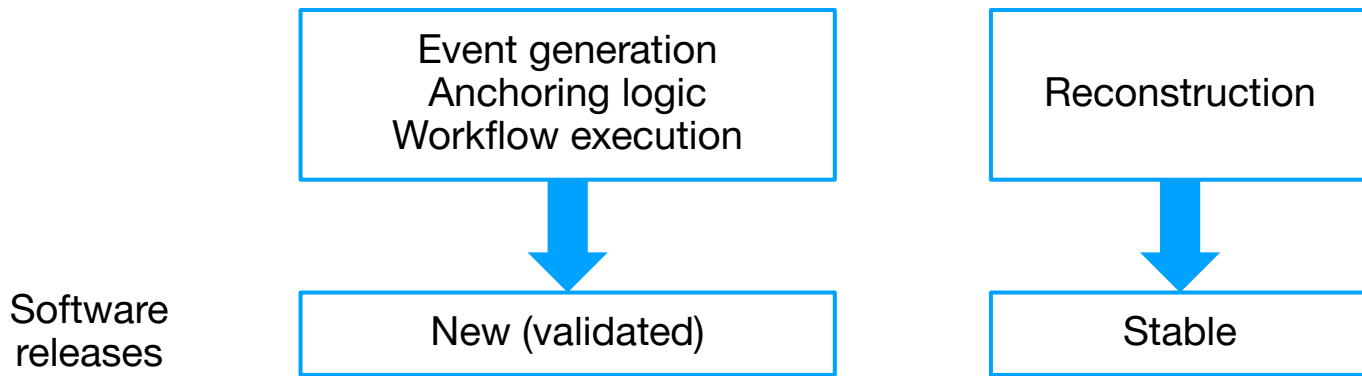 Event generation
Anchoring logic
Workflow execution
Reconstruction
Software
releases
New (validated)
Stable